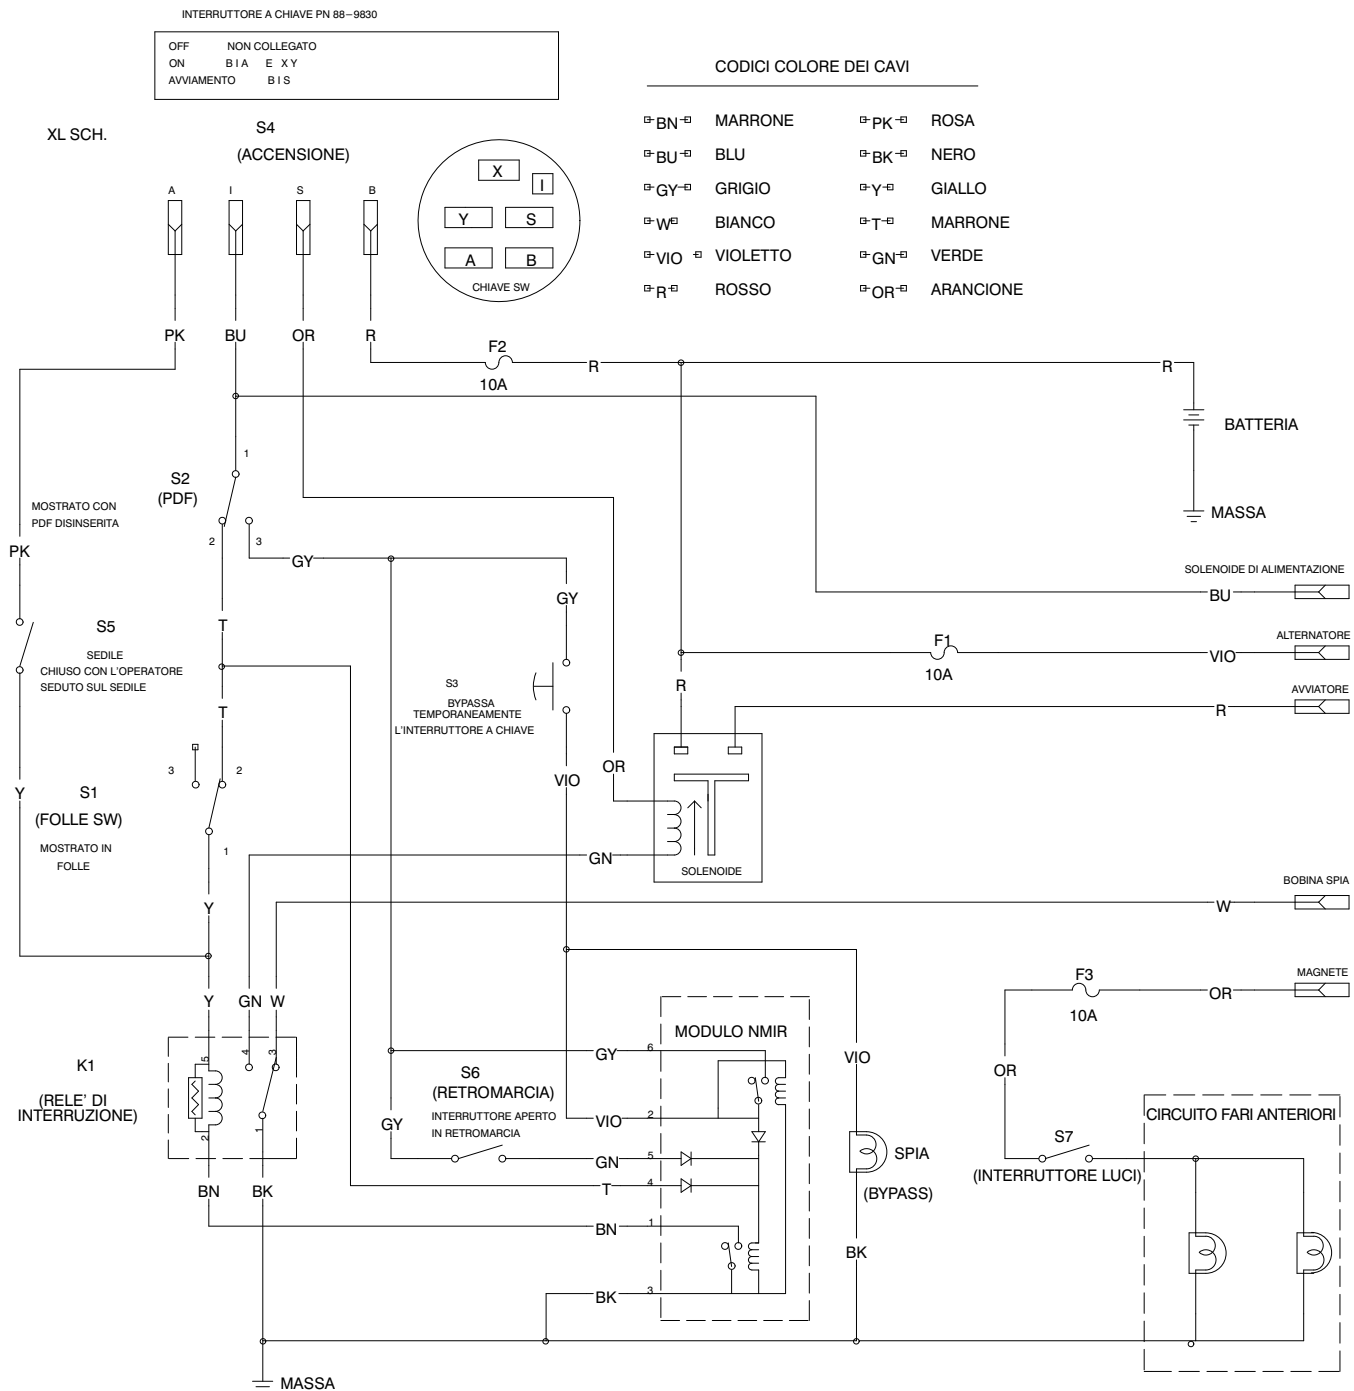 INTERRUTTORE A CHIAVE PN 88-9830
OFF NON COLLEGATO
ON B I A E X Y
AVVIAMENTO B I S
XL SCH.
S4
(ACCENSIONE)
A
I
S
B
X
I
Y
S
A
B
CHIAVE SW
CODICI COLORE DEI CAVI
BN MARRONE
PK ROSA
BU BLU
BK NERO
GY GRIGIO
Y GIALLO
W BIANCO
T MARRONE
VIO VIOLETTO
GN VERDE
R ROSSO
OR ARANCIONE
PK
BU
OR
R
F2
10A
R
R
BATTERIA
MASSA
1
S2
(PDF)
MOSTRATO CON
PDF DISINSERITA
2
3
PK
GY
GY
SOLENOIDE DI ALIMENTAZIONE
BU
S5
SEDILE
CHIUSO CON L'OPERATORE
SEDUTO SUL SEDILE
T
T
S3
BYPASSA
TEMPORANEAMENTE
L'INTERRUTTORE A CHIAVE
F1
10A
ALTERNATORE
VIO
R
AVVIATORE
R
3
2
Y
S1
(FOLLE SW)
MOSTRATO IN
FOLLE
1
VIO
OR
GN
SOLENOIDE
Y
BOBINA SPIA
W
Y
GN
W
F3
10A
MAGNETE
OR
MODULO NMIR
K1
(RELE' DI
INTERRUZIONE)
5
4
3
2
1
S6
(RETROMARCIA)
INTERRUTTORE APERTO
IN RETROMARCIA
GY
GY 6
VIO 2
GN 5
T 4
BN 1
BK 3
VIO
SPIA
(BYPASS)
BK
OR
S7
(INTERRUTTORE LUCI)
CIRCUITO FARI ANTERIORI
BN
BK
MASSA